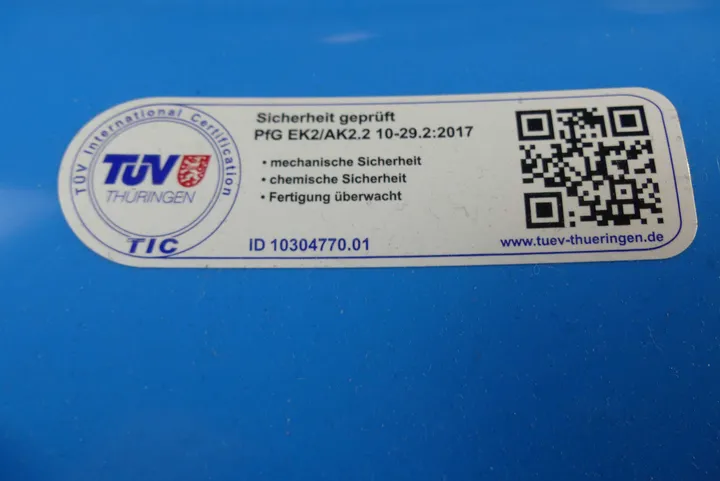 TÜV International Certification
TÜV
THÜRINGEN
TIC
Sicherheit geprüft
PfG EK2/AK2.2 10-29.2:2017
• mechanische Sicherheit
• chemische Sicherheit
• Fertigung überwacht
ID 10304770.01
www.tuev-thueringen.de